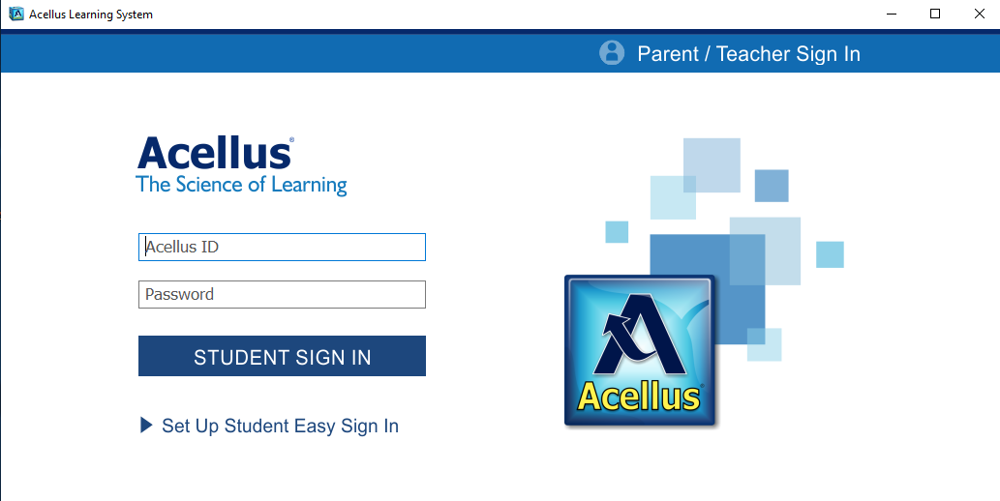 Acellus Learning System
Parent / Teacher Sign In
Acellus®
The Science of Learning
Acellus ID
Password
STUDENT SIGN IN
Set Up Student Easy Sign In
A
Acellus®